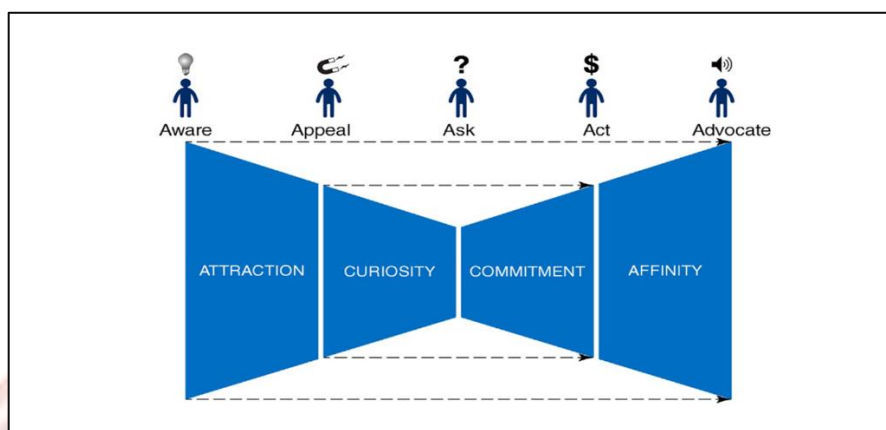 ? $
Aware Appeal Ask Act Advocate
ATTRACTION CURIOSITY COMMITMENT AFFINITY